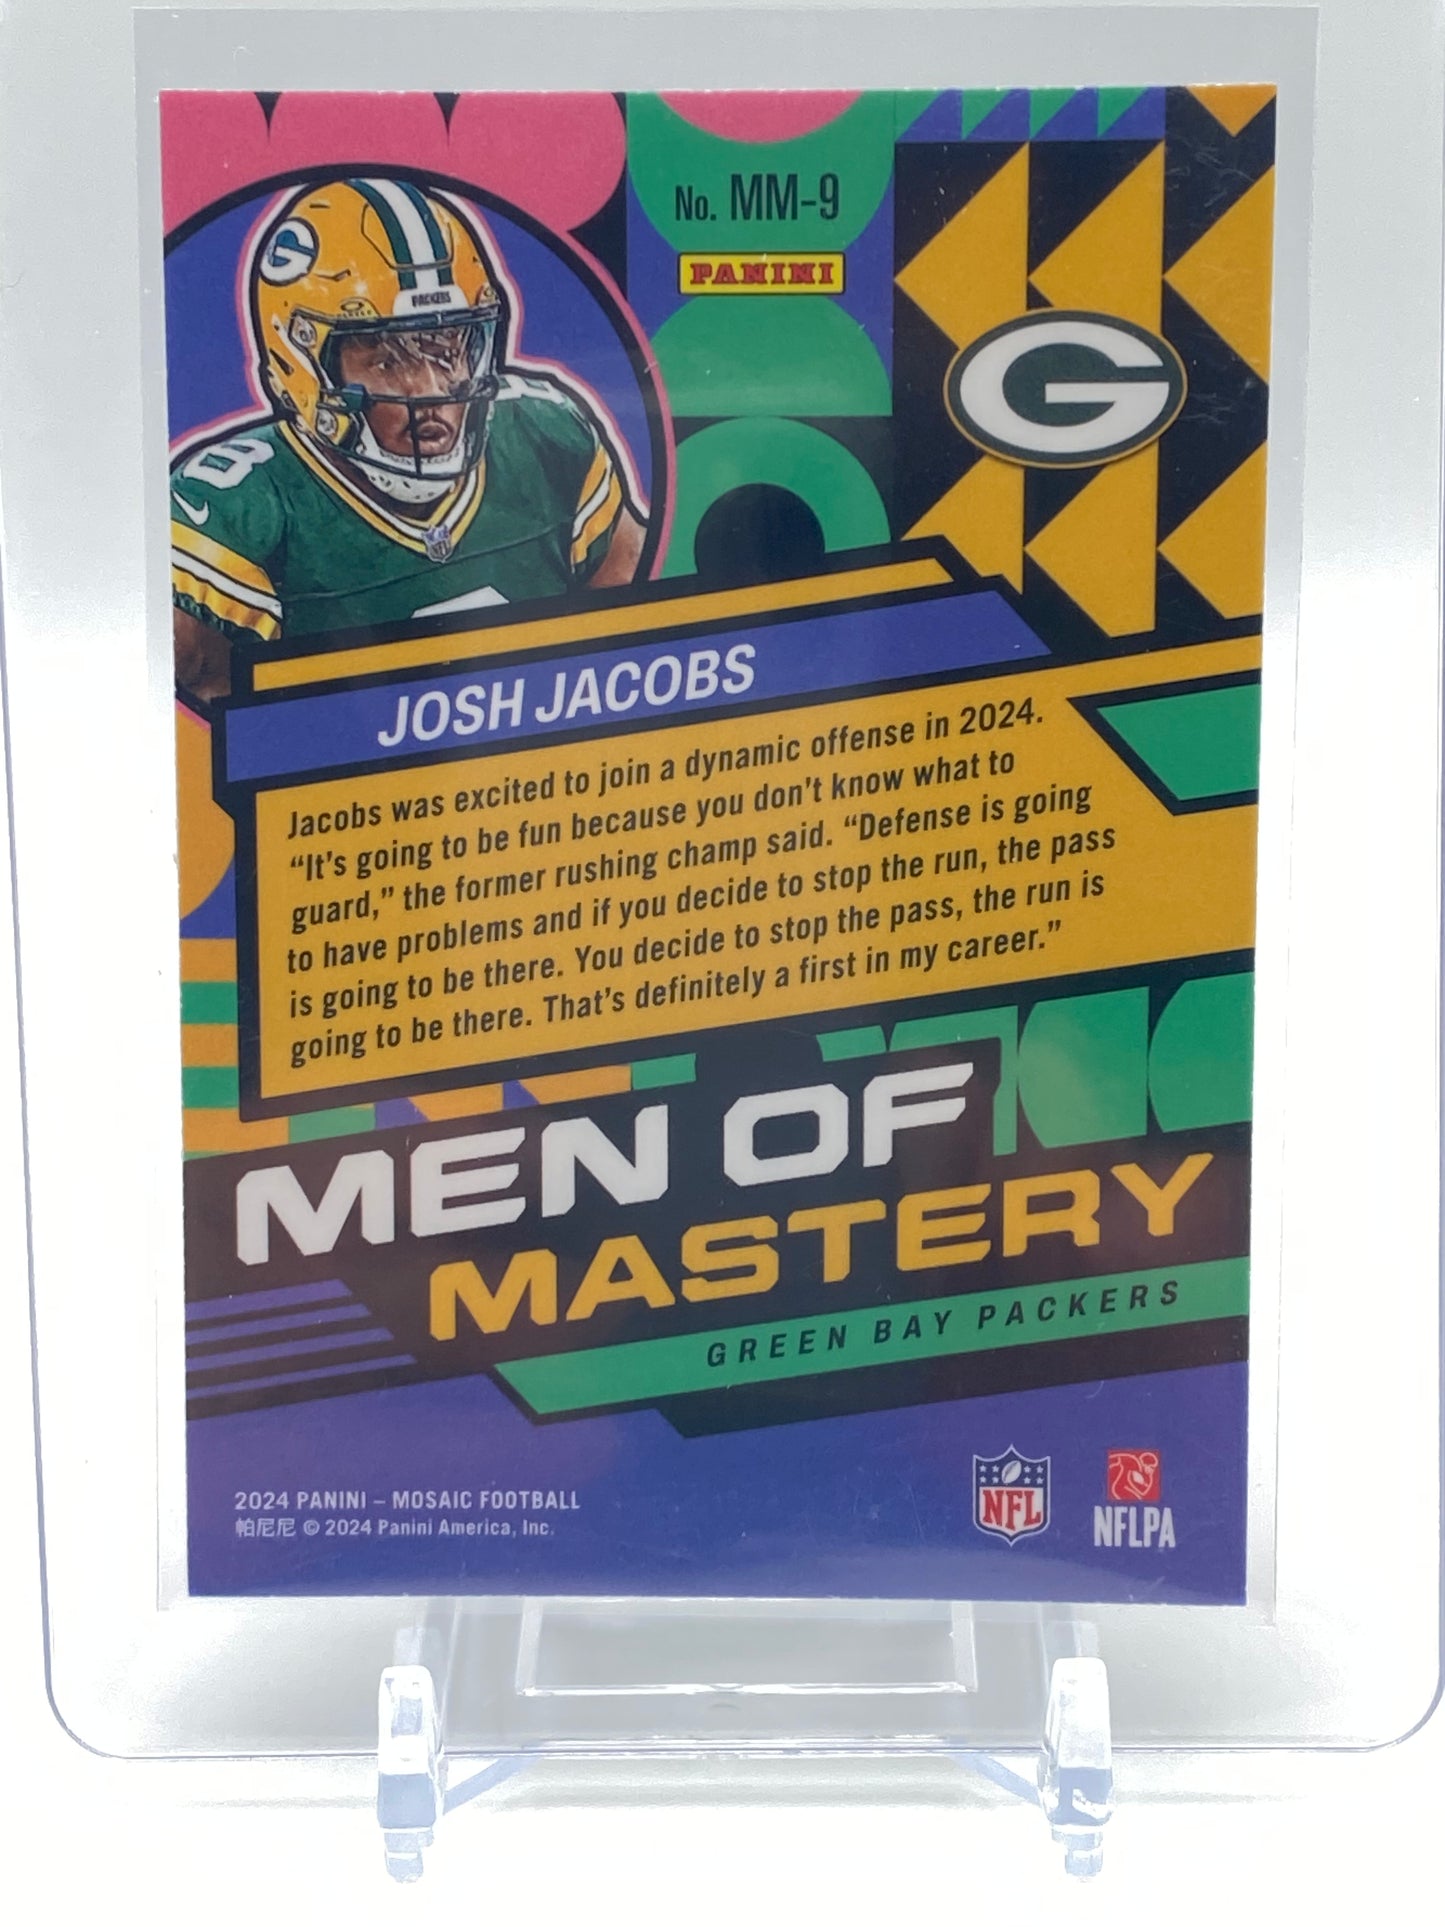 No. MM-9
PANINI
G
G
PACKERS
8
NFL
JOSH JACOBS
Jacobs was excited to join a dynamic offense in 2024.
“It's going to be fun because you don't know what to
guard,” the former rushing champ said. “Defense is going
to have problems and if you decide to stop the run, the pass
is going to be there. You decide to stop the pass, the run is
going to be there. That's definitely a first in my career.”
MEN OF
MASTERY
GREEN BAY PACKERS
2024 PANINI – MOSAIC FOOTBALL
帕尼尼 © 2024 Panini America, Inc.
NFL
NFLPA